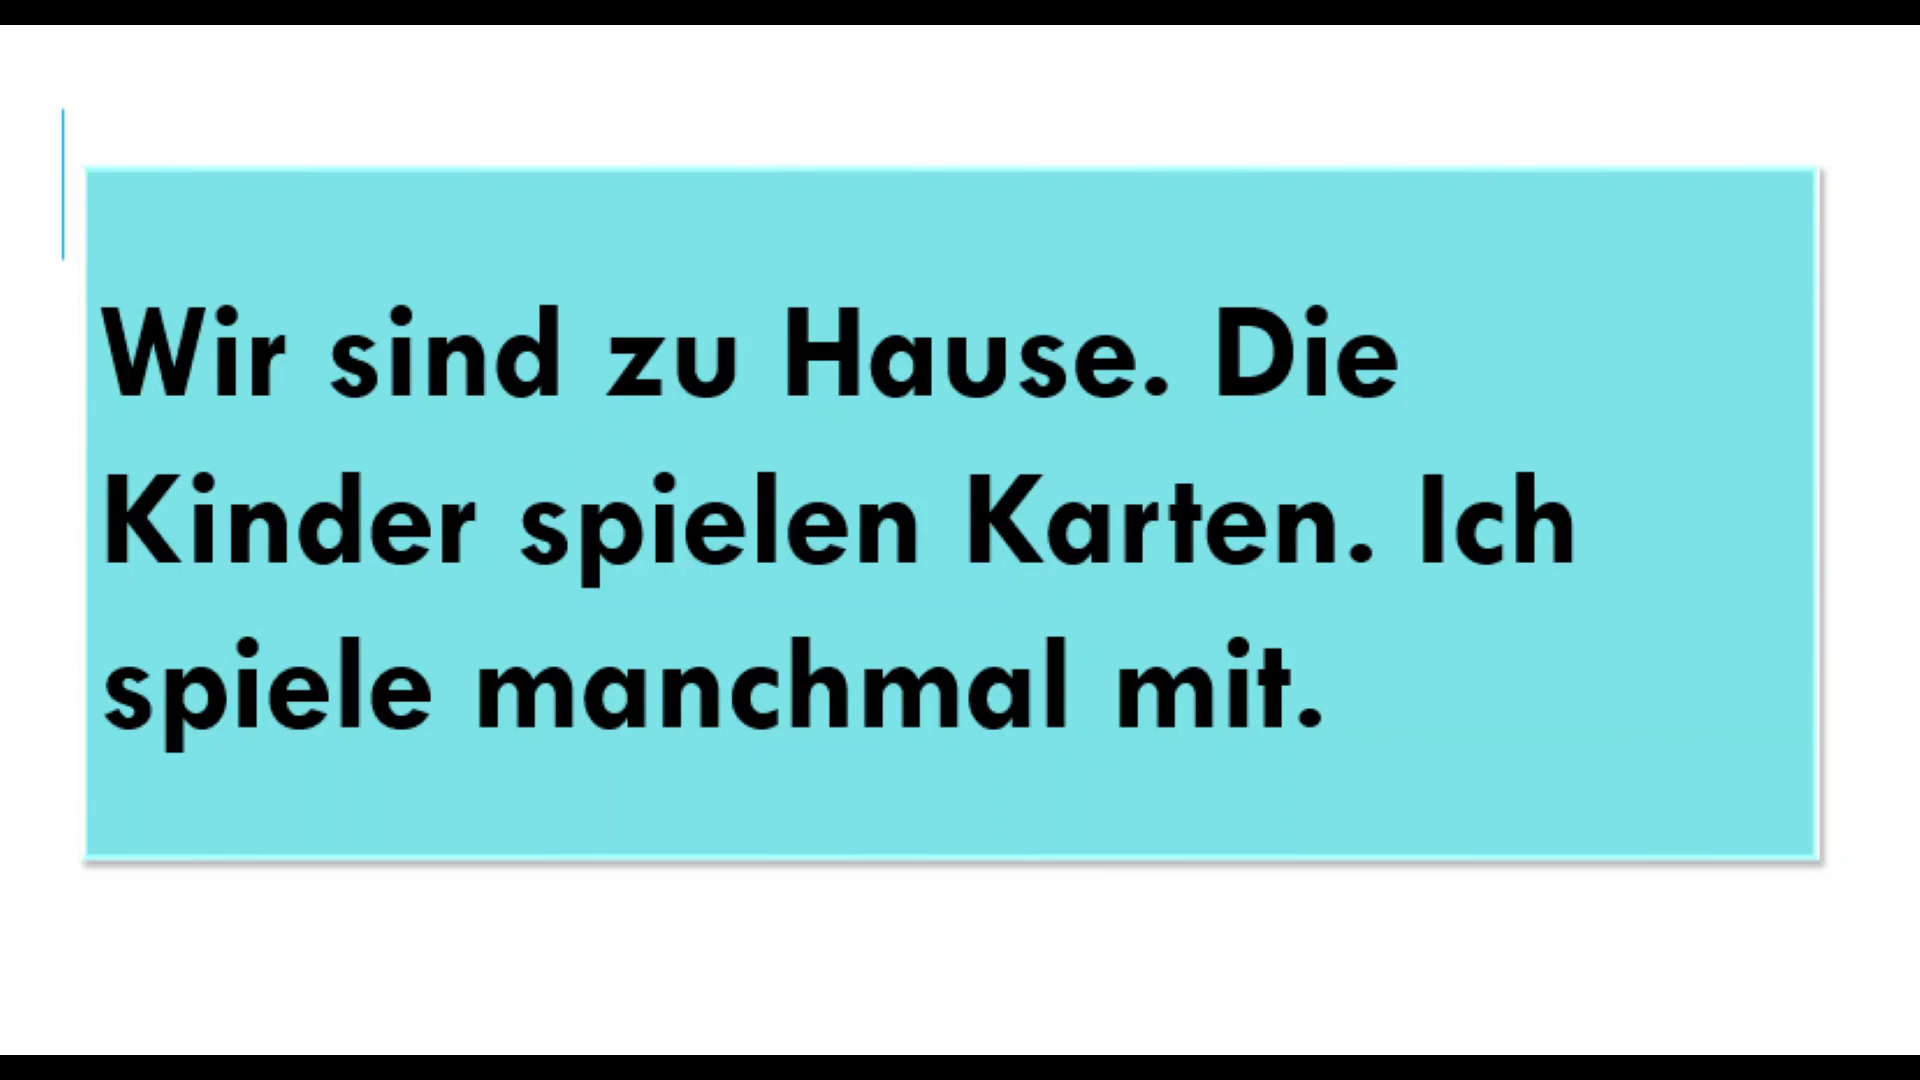 Wir sind zu Hause. Die
Kinder spielen Karten. Ich
spiele manchmal mit.